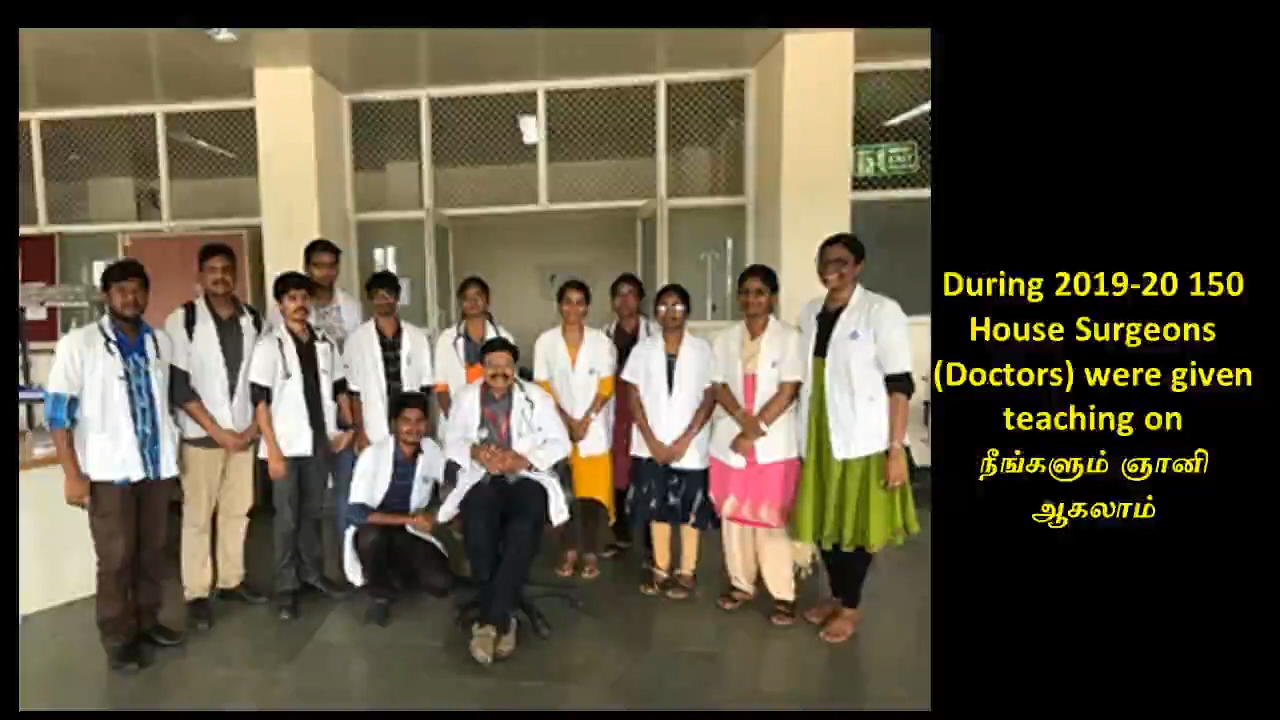 EXIT
During 2019-20 150
House Surgeons
(Doctors) were given
teaching on
நீங்களும் ஞானி
ஆகலாம்